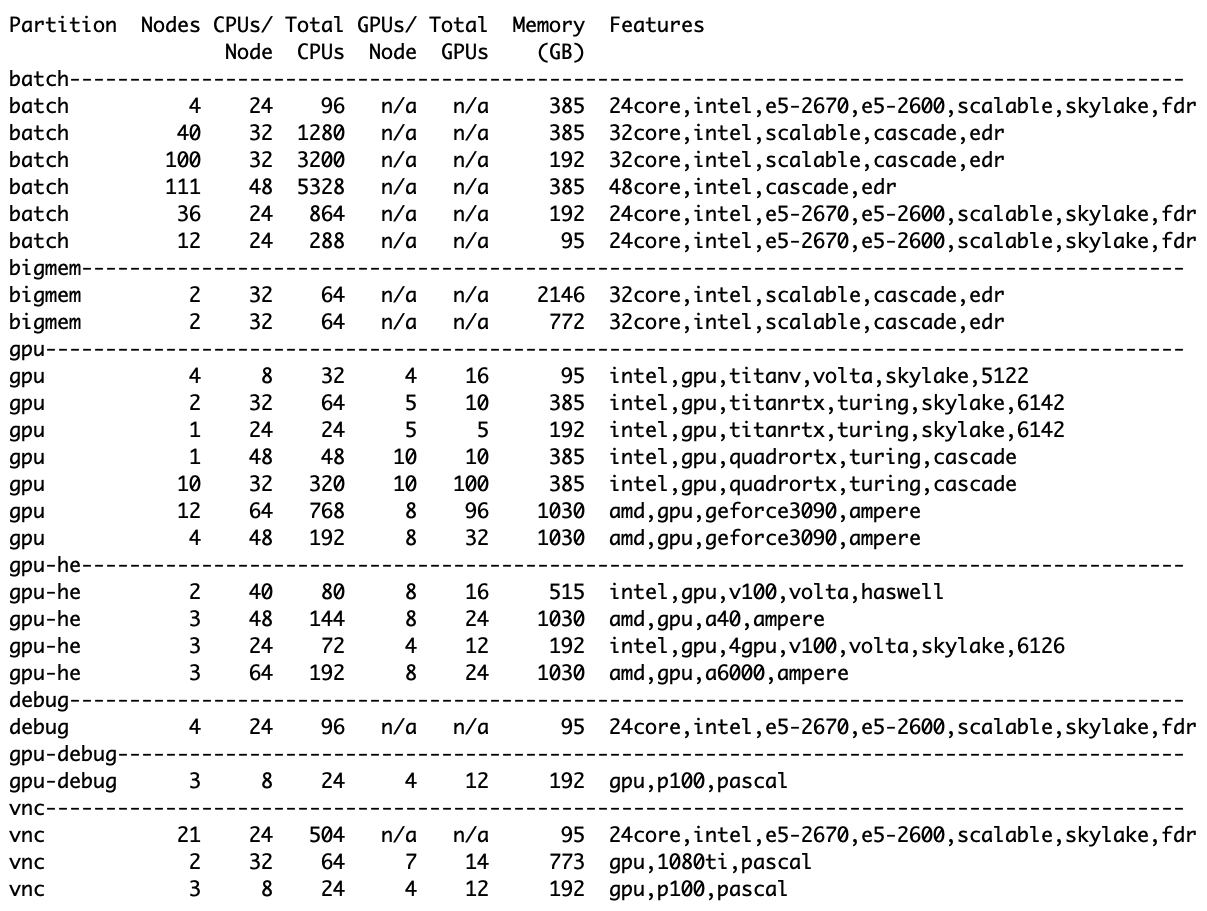 Partition  Nodes CPUs/ Total GPUs/ Total  Memory  Features
                  Node  CPUs  Node  GPUs    (GB)
batch---------------------------------------------------------------------------------------------
batch          4    24    96   n/a   n/a     385  24core,intel,e5-2670,e5-2600,scalable,skylake,fdr
batch         40    32  1280   n/a   n/a     385  32core,intel,scalable,cascade,edr
batch        100    32  3200   n/a   n/a     192  32core,intel,scalable,cascade,edr
batch        111    48  5328   n/a   n/a     385  48core,intel,cascade,edr
batch         36    24   864   n/a   n/a     192  24core,intel,e5-2670,e5-2600,scalable,skylake,fdr
batch         12    24   288   n/a   n/a      95  24core,intel,e5-2670,e5-2600,scalable,skylake,fdr
bigmem--------------------------------------------------------------------------------------------
bigmem         2    32    64   n/a   n/a    2146  32core,intel,scalable,cascade,edr
bigmem         2    32    64   n/a   n/a     772  32core,intel,scalable,cascade,edr
gpu-----------------------------------------------------------------------------------------------
gpu            4     8    32     4    16      95  intel,gpu,titanv,volta,skylake,5122
gpu            2    32    64     5    10     385  intel,gpu,titanrtx,turing,skylake,6142
gpu            1    24    24     5     5     192  intel,gpu,titanrtx,turing,skylake,6142
gpu            1    48    48    10    10     385  intel,gpu,quadrortx,turing,cascade
gpu           10    32   320    10   100     385  intel,gpu,quadrortx,turing,cascade
gpu           12    64   768     8    96    1030  amd,gpu,geforce3090,ampere
gpu            4    48   192     8    32    1030  amd,gpu,geforce3090,ampere
gpu-he--------------------------------------------------------------------------------------------
gpu-he         2    40    80     8    16     515  intel,gpu,v100,volta,haswell
gpu-he         3    48   144     8    24    1030  amd,gpu,a40,ampere
gpu-he         3    24    72     4    12     192  intel,gpu,4gpu,v100,volta,skylake,6126
gpu-he         3    64   192     8    24    1030  amd,gpu,a6000,ampere
debug---------------------------------------------------------------------------------------------
debug          4    24    96   n/a   n/a      95  24core,intel,e5-2670,e5-2600,scalable,skylake,fdr
gpu-debug-----------------------------------------------------------------------------------------
gpu-debug      3     8    24     4    12     192  gpu,p100,pascal
vnc-----------------------------------------------------------------------------------------------
vnc           21    24   504   n/a   n/a      95  24core,intel,e5-2670,e5-2600,scalable,skylake,fdr
vnc            2    32    64     7    14     773  gpu,1080ti,pascal
vnc            3     8    24     4    12     192  gpu,p100,pascal